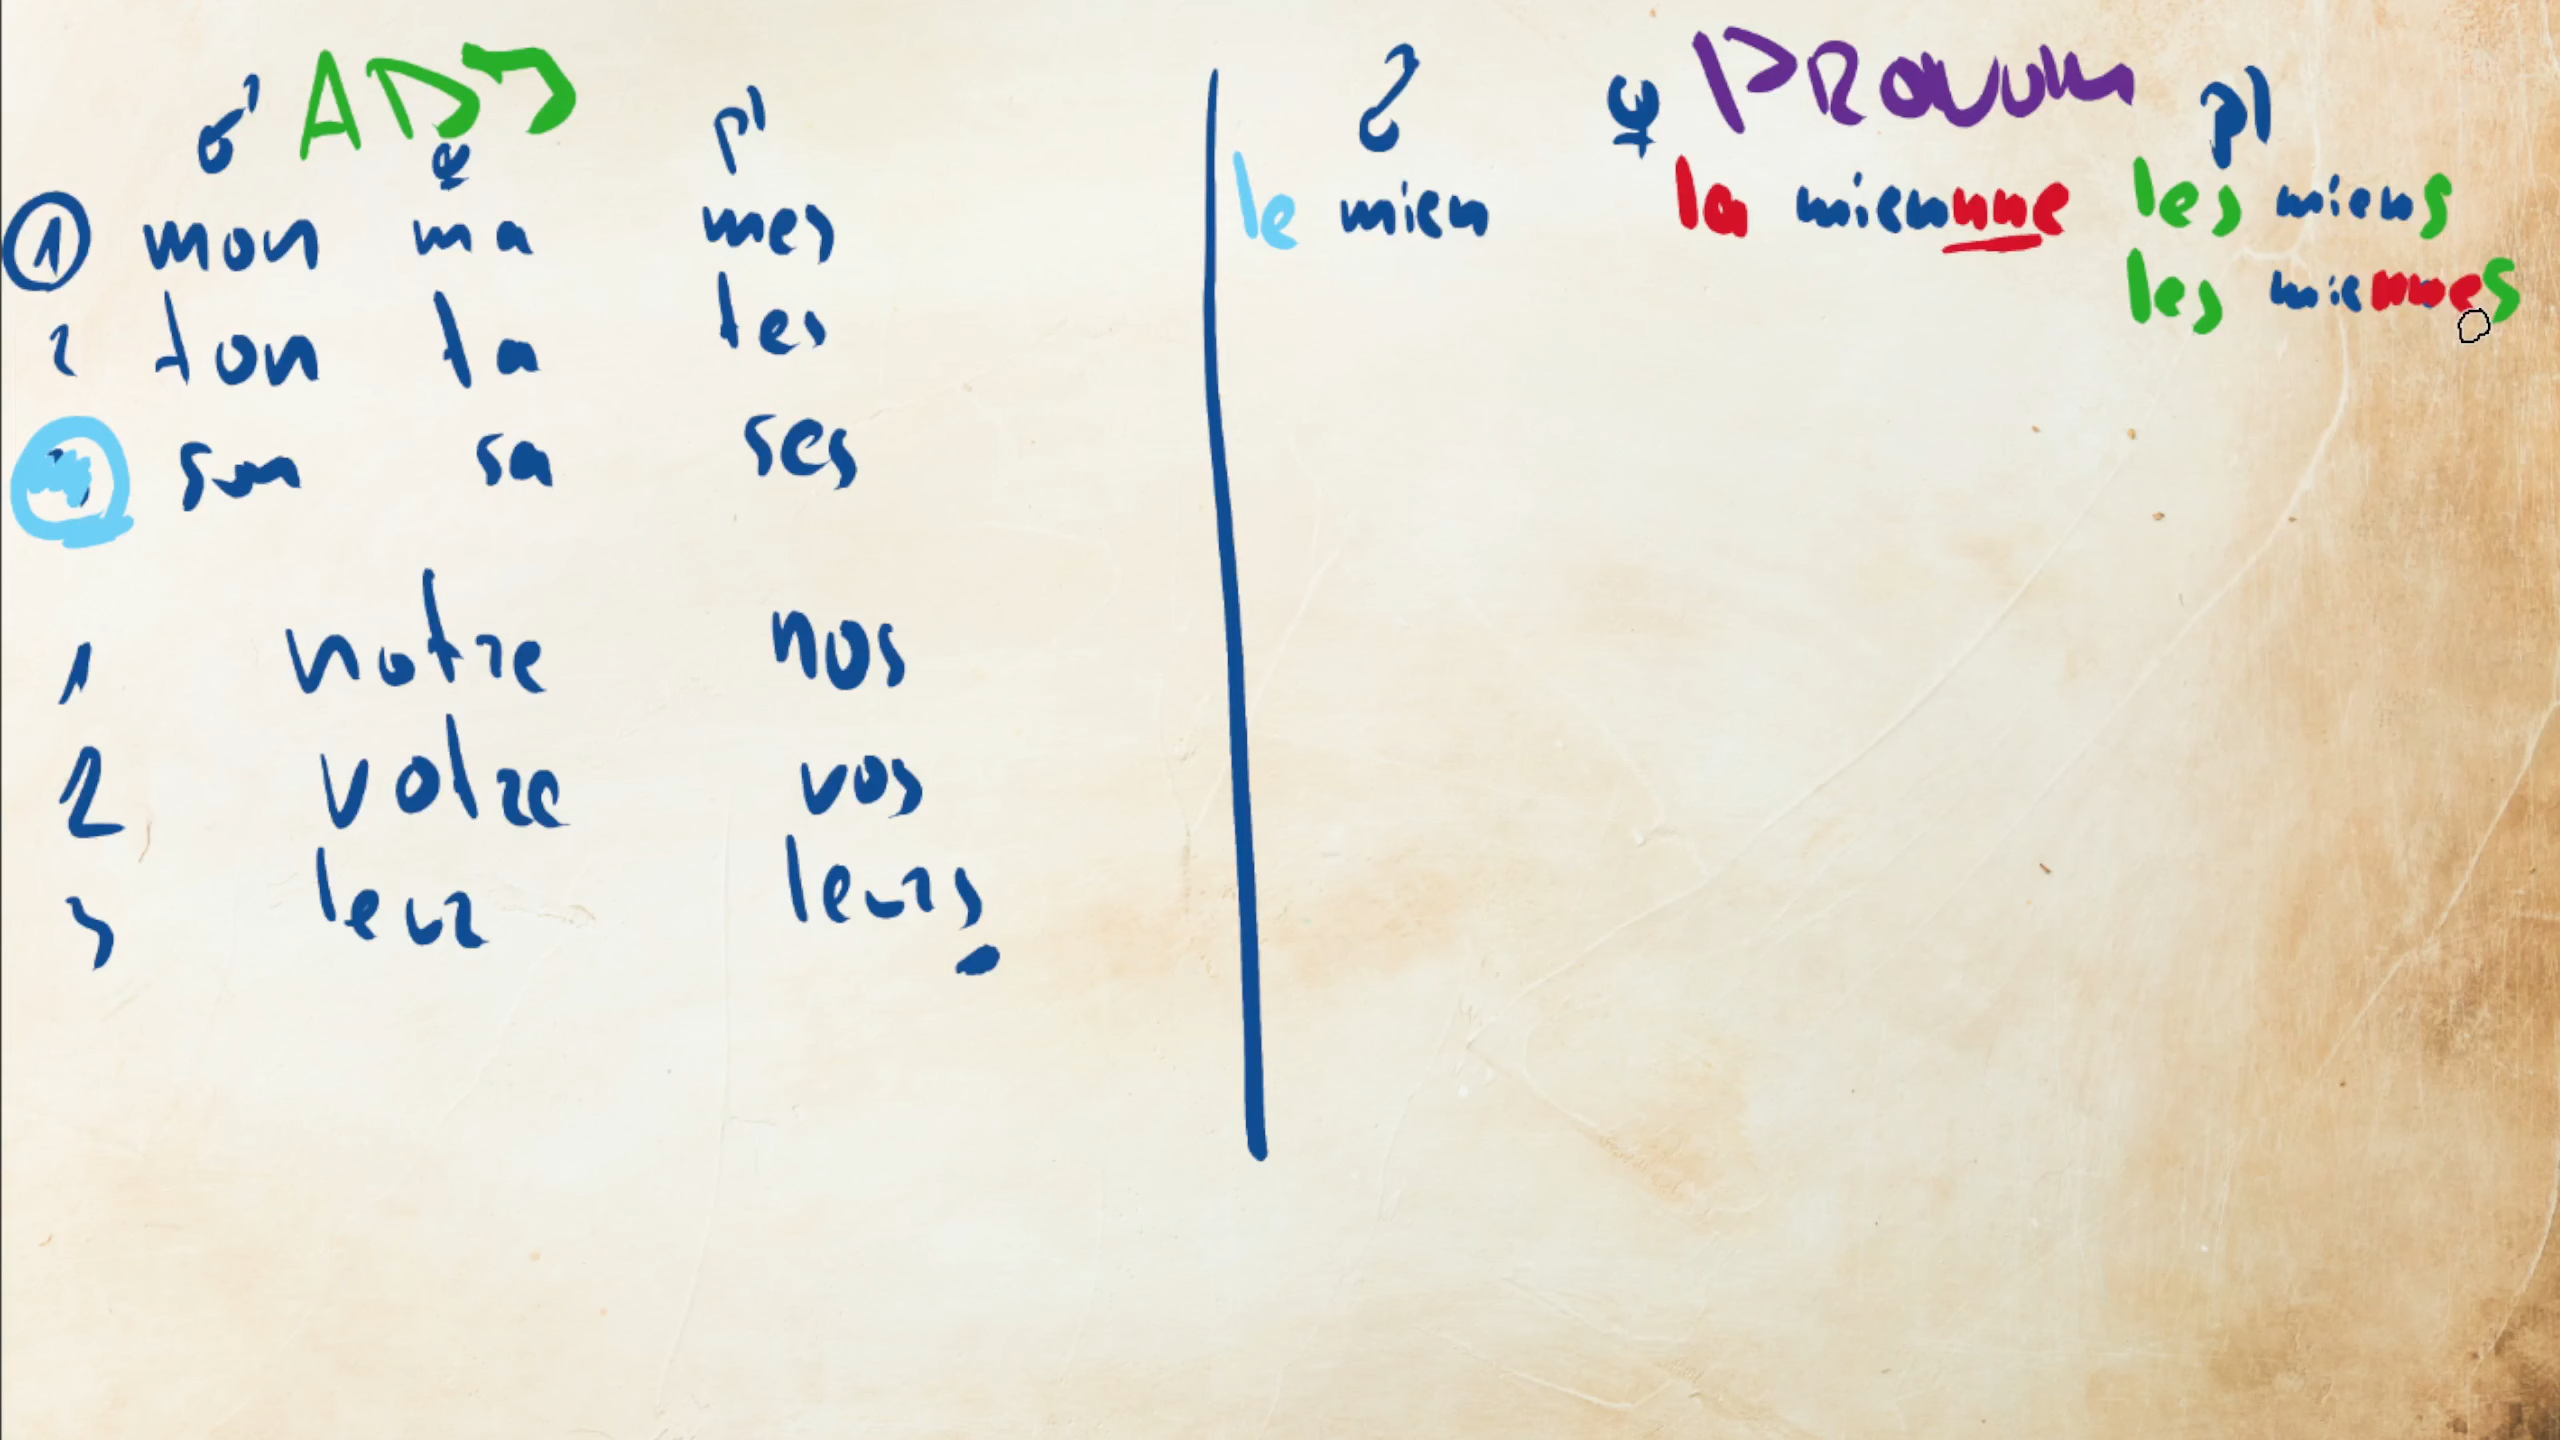 ♂ ADJ ♀ pl
1 mon ma mes
2 ton ta tes
son sa ses
1 notre nos
2 votre vos
3 leur leurs
♂ ♀ PRONOM pl
le mien la mienne les miens
les miennes